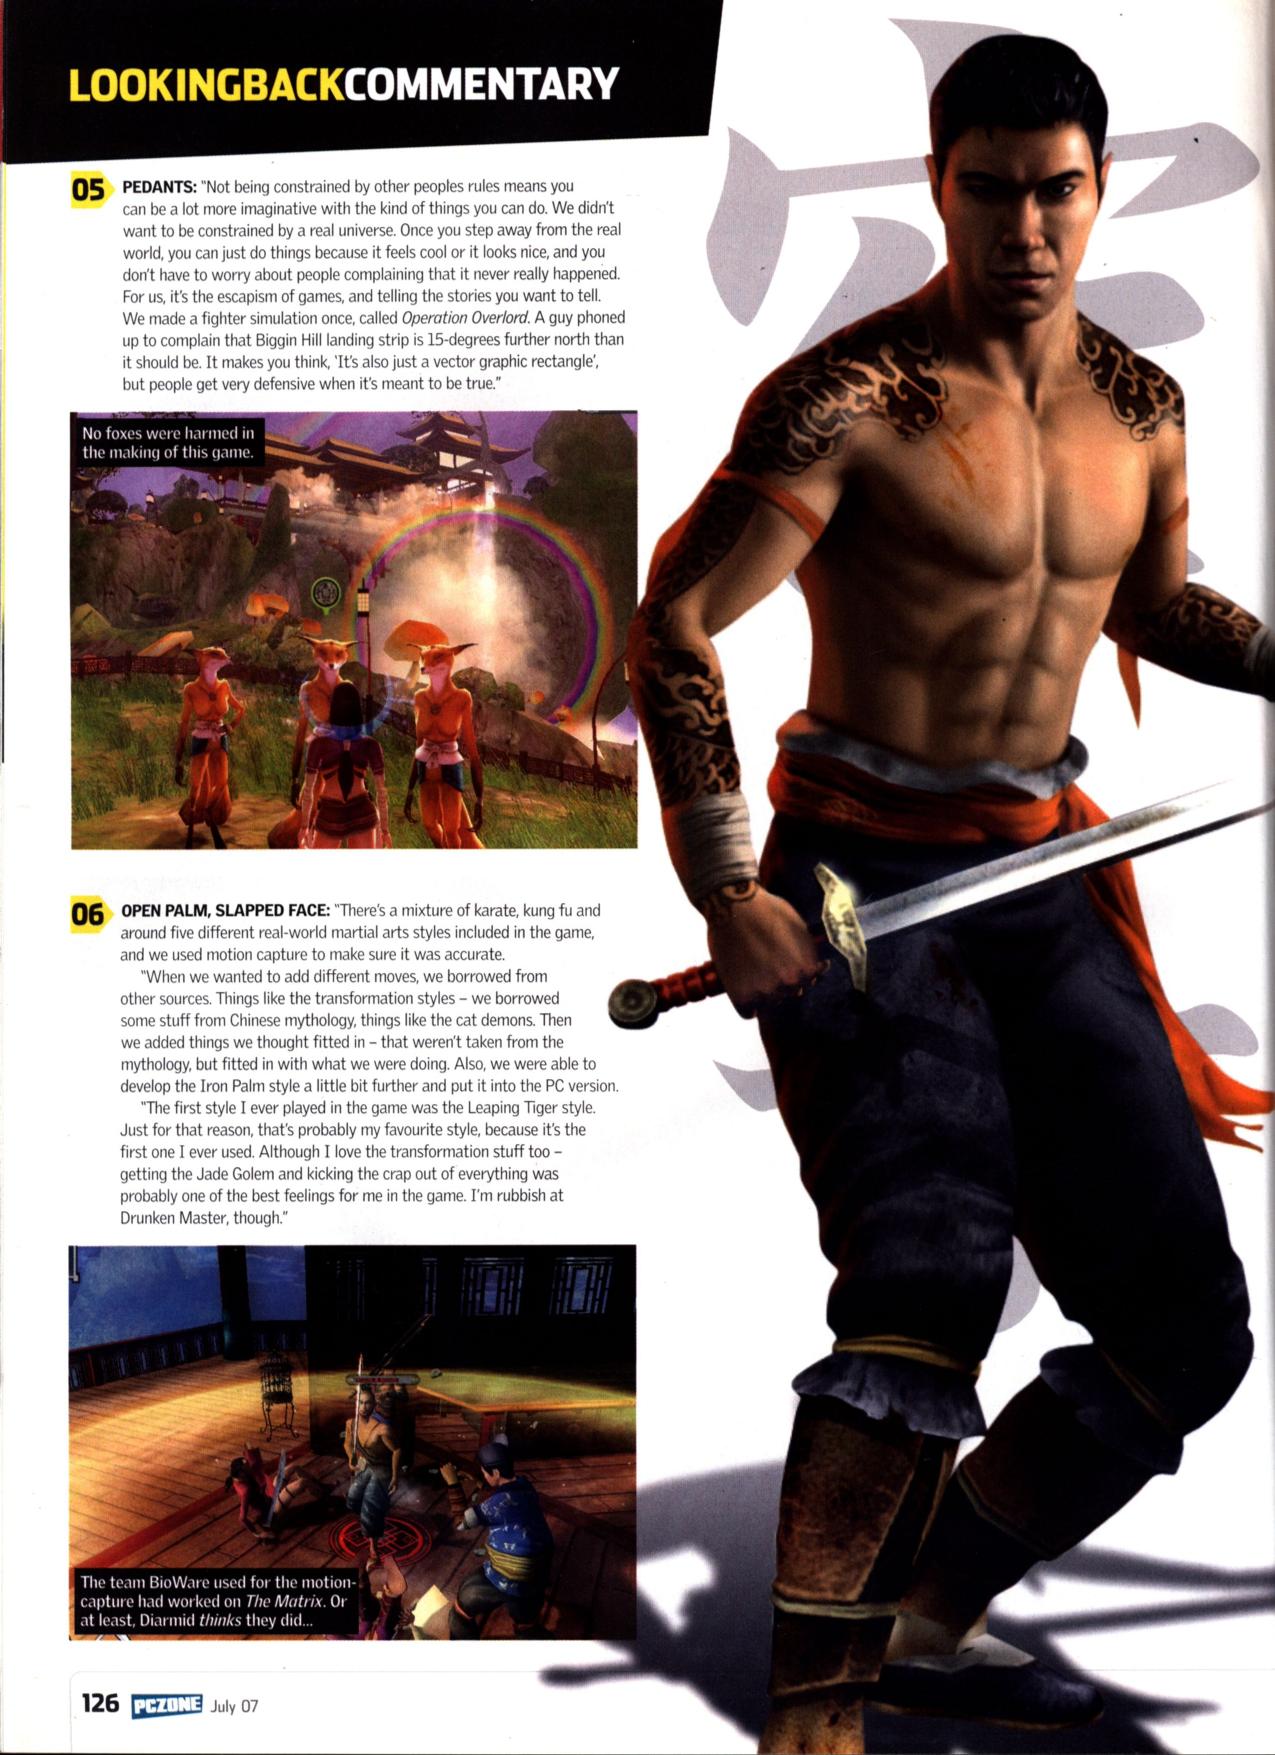 LOOKINGBACKCOMMENTARY
05 PEDANTS: "Not being constrained by other peoples rules means you
can be a lot more imaginative with the kind of things you can do. We didn't
want to be constrained by a real universe. Once you step away from the real
world, you can just do things because it feels cool or it looks nice, and you
don't have to worry about people complaining that it never really happened.
For us, it's the escapism of games, and telling the stories you want to tell.
We made a fighter simulation once, called Operation Overlord. A guy phoned
up to complain that Biggin Hill landing strip is 15-degrees further north than
it should be. It makes you think, 'It's also just a vector graphic rectangle',
but people get very defensive when it's meant to be true."
No foxes were harmed in
the making of this game.
06 OPEN PALM, SLAPPED FACE: "There's a mixture of karate, kung fu and
around five different real-world martial arts styles included in the game,
and we used motion capture to make sure it was accurate.
"When we wanted to add different moves, we borrowed from
other sources. Things like the transformation styles – we borrowed
some stuff from Chinese mythology, things like the cat demons. Then
we added things we thought fitted in – that weren't taken from the
mythology, but fitted in with what we were doing. Also, we were able to
develop the Iron Palm style a little bit further and put it into the PC version.
"The first style I ever played in the game was the Leaping Tiger style.
Just for that reason, that's probably my favourite style, because it's the
first one I ever used. Although I love the transformation stuff too –
getting the Jade Golem and kicking the crap out of everything was
probably one of the best feelings for me in the game. I'm rubbish at
Drunken Master, though."
The team BioWare used for the motion-
capture had worked on The Matrix. Or
at least, Diarmid thinks they did...
126 PCZONE July 07